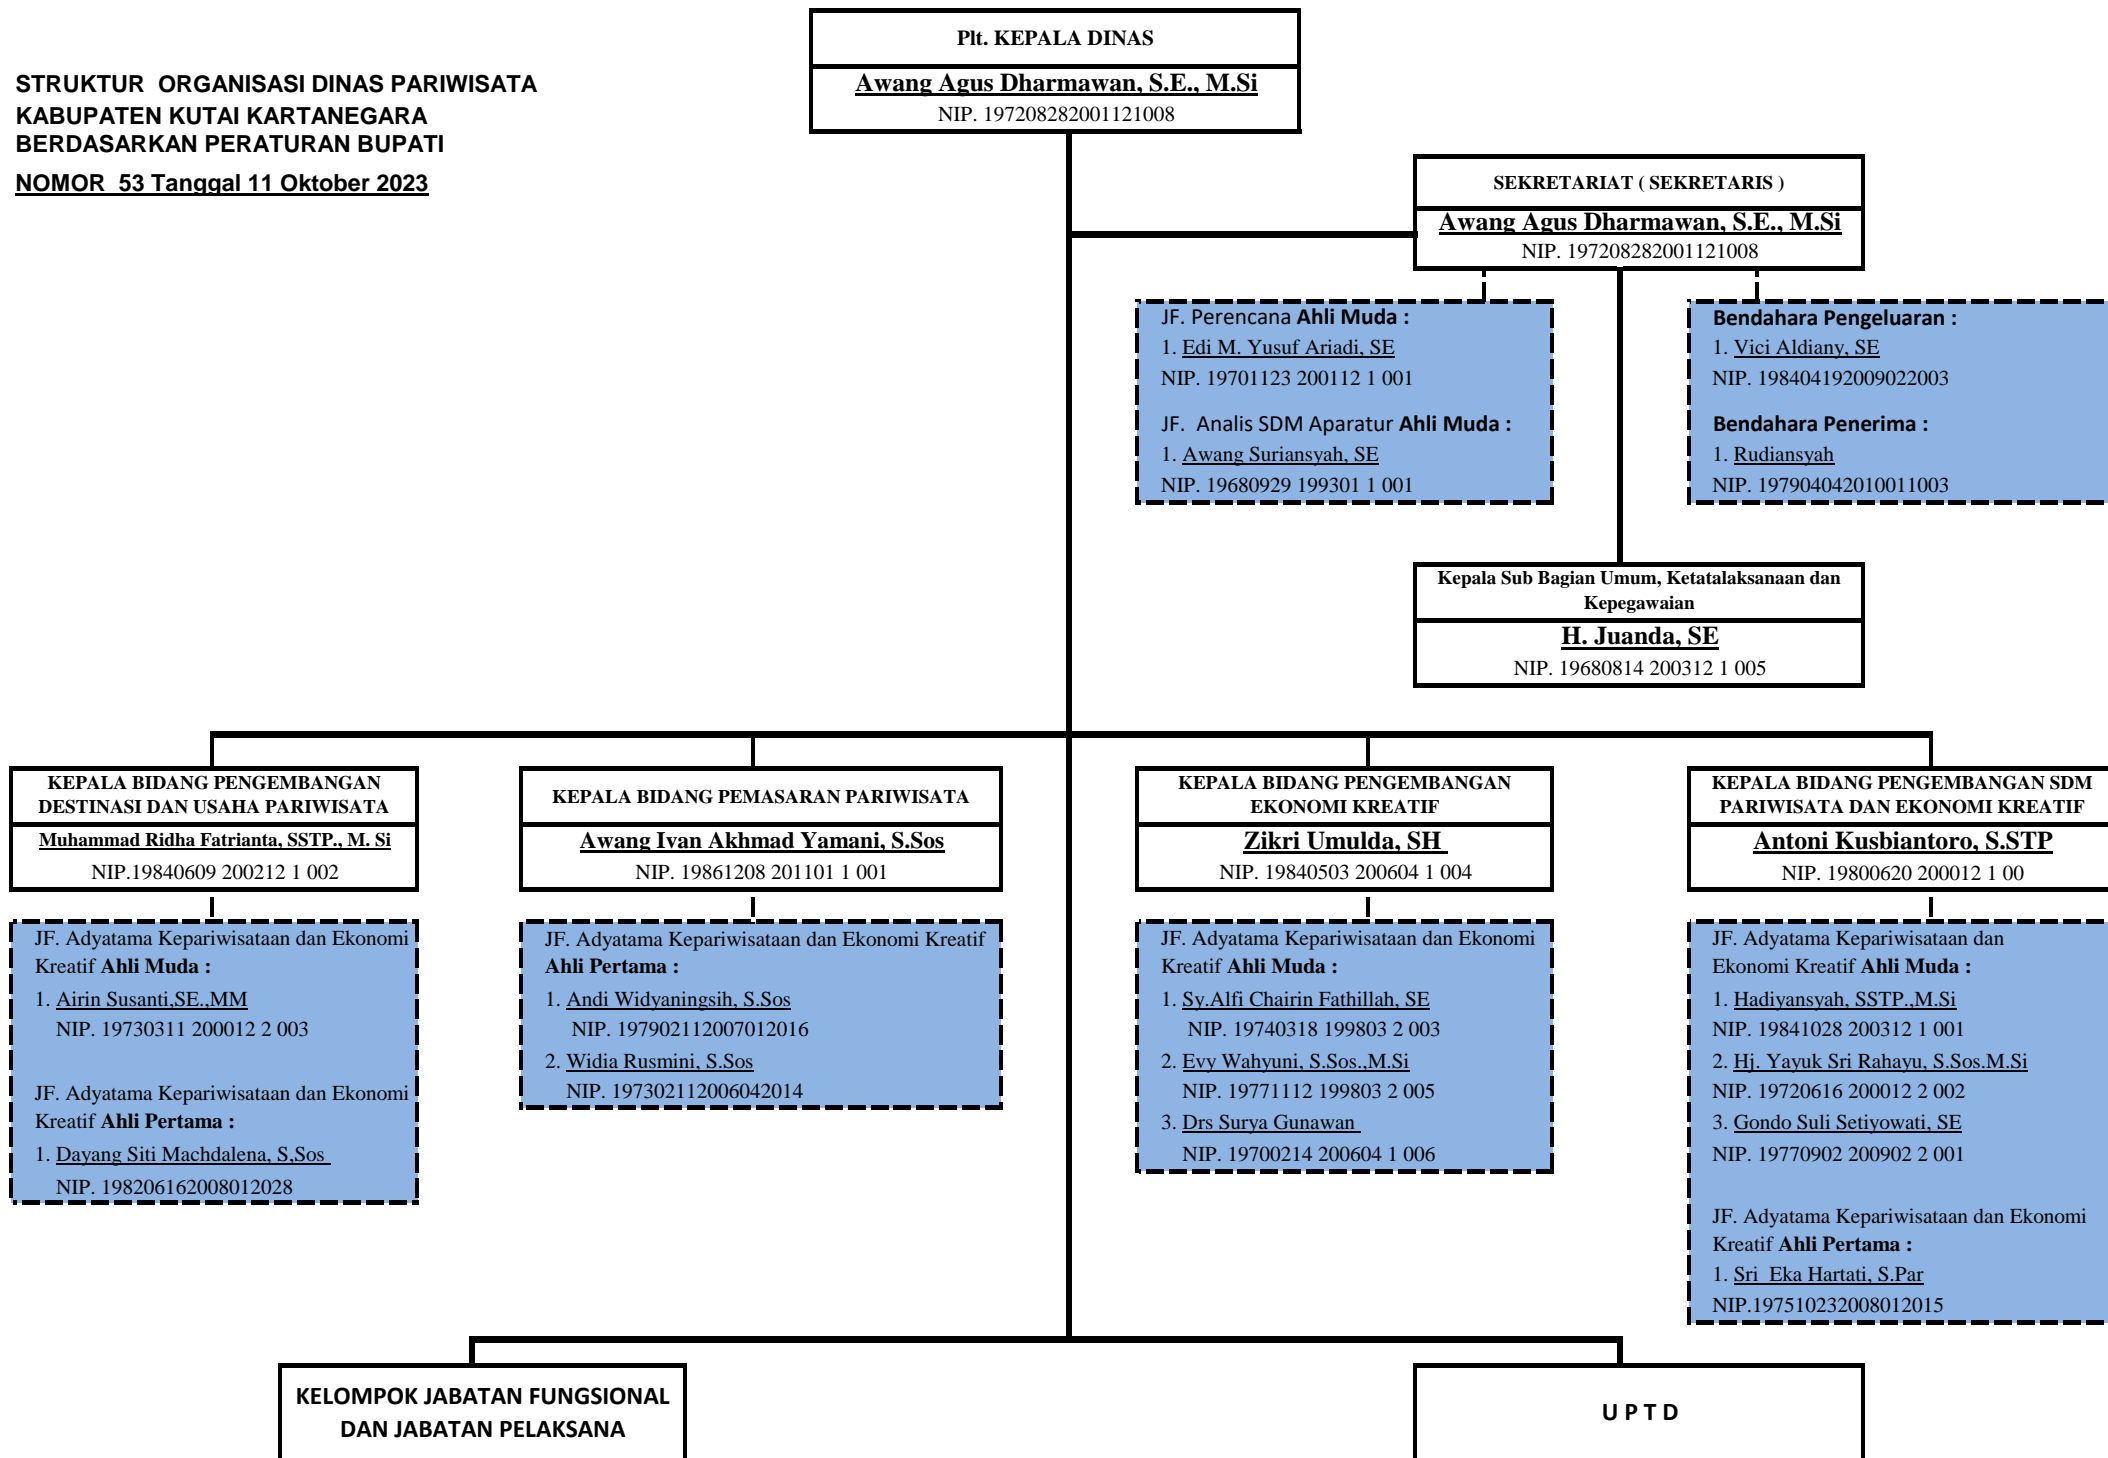 Plt. KEPALA DINAS
Awang Agus Dharmawan, S.E., M.Si
NIP. 197208282001121008
STRUKTUR ORGANISASI DINAS PARIWISATA
KABUPATEN KUTAI KARTANEGARA
BERDASARKAN PERATURAN BUPATI
NOMOR 53 Tanggal 11 Oktober 2023
SEKRETARIAT ( SEKRETARIS )
Awang Agus Dharmawan, S.E., M.Si
NIP. 197208282001121008
JF. Perencana Ahli Muda :
1. Edi M. Yusuf Ariadi, SE
NIP. 19701123 200112 1 001
JF. Analis SDM Aparatur Ahli Muda :
1. Awang Suriansyah, SE
NIP. 19680929 199301 1 001
Bendahara Pengeluaran :
1. Vici Aldiany, SE
NIP. 198404192009022003
Bendahara Penerima :
1. Rudiansyah
NIP. 197904042010011003
Kepala Sub Bagian Umum, Ketatalaksanaan dan
Kepegawaian
H. Juanda, SE
NIP. 19680814 200312 1 005
KEPALA BIDANG PENGEMBANGAN
DESTINASI DAN USAHA PARIWISATA
Muhammad Ridha Fatrianta, SSTP., M. Si
NIP.19840609 200212 1 002
JF. Adyatama Kepariwisataan dan Ekonomi
Kreatif Ahli Muda :
1. Airin Susanti,SE.,MM
NIP. 19730311 200012 2 003
JF. Adyatama Kepariwisataan dan Ekonomi
Kreatif Ahli Pertama :
1. Dayang Siti Machdalena, S,Sos
NIP. 198206162008012028
KEPALA BIDANG PEMASARAN PARIWISATA
Awang Ivan Akhmad Yamani, S.Sos
NIP. 19861208 201101 1 001
JF. Adyatama Kepariwisataan dan Ekonomi Kreatif
Ahli Pertama :
1. Andi Widyaningsih, S.Sos
NIP. 197902112007012016
2. Widia Rusmini, S.Sos
NIP. 197302112006042014
KEPALA BIDANG PENGEMBANGAN
EKONOMI KREATIF
Zikri Umulda, SH
NIP. 19840503 200604 1 004
JF. Adyatama Kepariwisataan dan Ekonomi
Kreatif Ahli Muda :
1. Sy.Alfi Chairin Fathillah, SE
NIP. 19740318 199803 2 003
2. Evy Wahyuni, S.Sos.,M.Si
NIP. 19771112 199803 2 005
3. Drs Surya Gunawan
NIP. 19700214 200604 1 006
KEPALA BIDANG PENGEMBANGAN SDM
PARIWISATA DAN EKONOMI KREATIF
Antoni Kusbiantoro, S.STP
NIP. 19800620 200012 1 00
JF. Adyatama Kepariwisataan dan
Ekonomi Kreatif Ahli Muda :
1. Hadiyansyah, SSTP.,M.Si
NIP. 19841028 200312 1 001
2. Hj. Yayuk Sri Rahayu, S.Sos.M.Si
NIP. 19720616 200012 2 002
3. Gondo Suli Setiyowati, SE
NIP. 19770902 200902 2 001
JF. Adyatama Kepariwisataan dan Ekonomi
Kreatif Ahli Pertama :
1. Sri Eka Hartati, S.Par
NIP.197510232008012015
KELOMPOK JABATAN FUNGSIONAL
DAN JABATAN PELAKSANA
U P T D